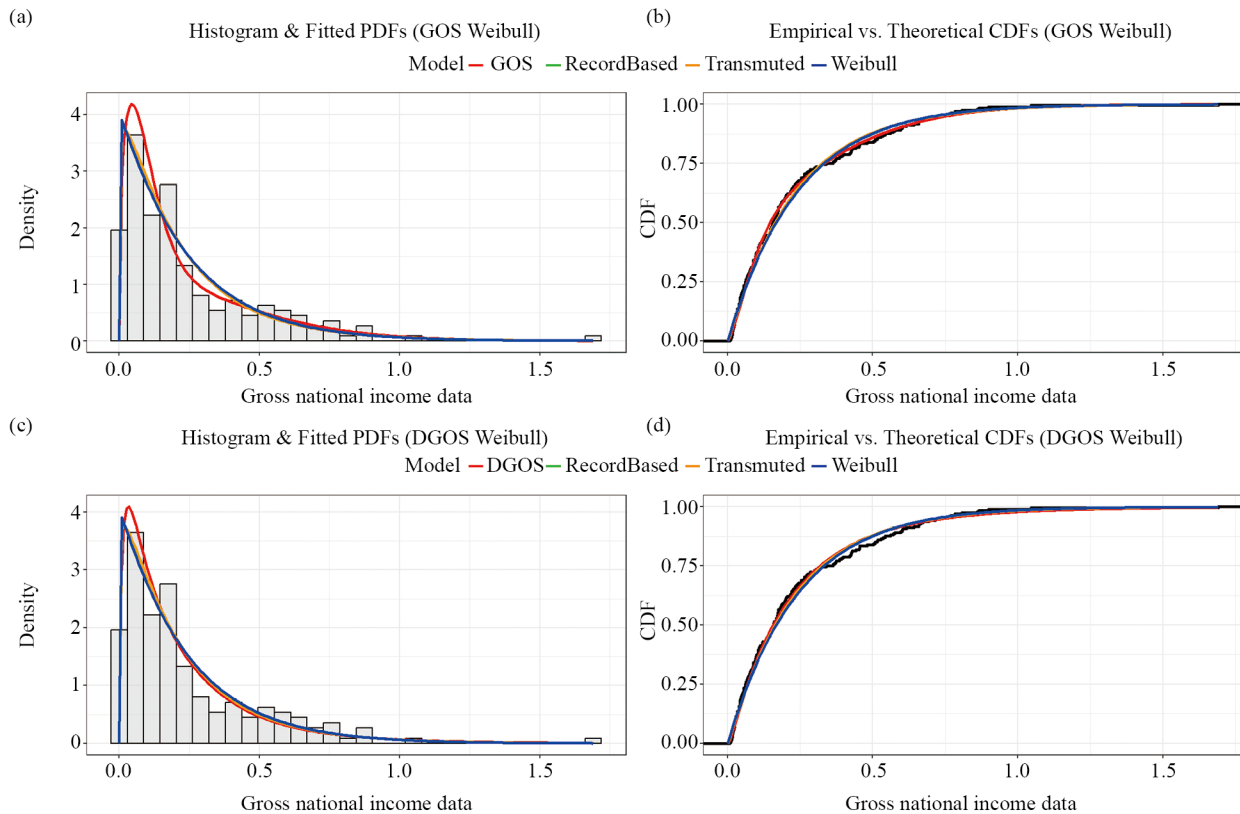 (a)
Histogram & Fitted PDFs (GOS Weibull)
Model GOS RecordBased Transmuted Weibull
Density
4
3
2
1
0
0.0 0.5 1.0 1.5
Gross national income data
(b)
Empirical vs. Theoretical CDFs (GOS Weibull)
CDF
1.00
0.75
0.50
0.25
0.00
0.0 0.5 1.0 1.5
Gross national income data
(c)
Histogram & Fitted PDFs (DGOS Weibull)
Model DGOS RecordBased Transmuted Weibull
Density
4
3
2
1
0
0.0 0.5 1.0 1.5
Gross national income data
(d)
Empirical vs. Theoretical CDFs (DGOS Weibull)
CDF
1.00
0.75
0.50
0.25
0.00
0.0 0.5 1.0 1.5
Gross national income data